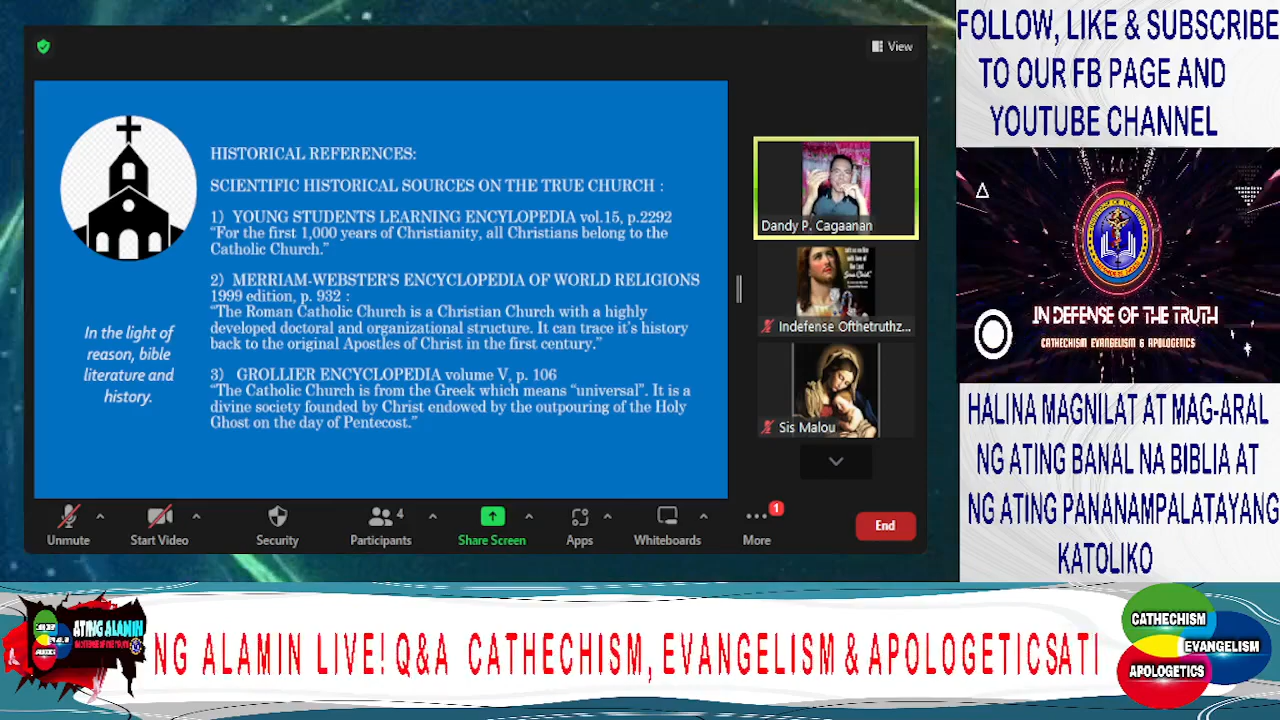 View
HISTORICAL REFERENCES:
SCIENTIFIC HISTORICAL SOURCES ON THE TRUE CHURCH :
1) YOUNG STUDENTS LEARNING ENCYLOPEDIA vol.15, p.2292
“For the first 1,000 years of Christianity, all Christians belong to the
Catholic Church.”
2) MERRIAM-WEBSTER'S ENCYCLOPEDIA OF WORLD RELIGIONS
1999 edition, p. 932 :
“The Roman Catholic Church is a Christian Church with a highly
developed doctoral and organizational structure. It can trace it's history
back to the original Apostles of Christ in the first century.”
3) GROLLIER ENCYCLOPEDIA volume V, p. 106
“The Catholic Church is from the Greek which means “universal”. It is a
divine society founded by Christ endowed by the outpouring of the Holy
Ghost on the day of Pentecost.”
In the light of
reason, bible
literature and
history.
Dandy P. Cagaanan
Indefense Ofthetruthz...
Sis Malou
Unmute
Start Video
Security
4
Participants
Share Screen
Apps
Whiteboards
1
More
End
FOLLOW, LIKE & SUBSCRIBE
TO OUR FB PAGE AND
YOUTUBE CHANNEL
IN DEFENSE OF THE TRUTH
CATHECHISM EVANGELISM & APOLOGETICS
HALINA MAGNILAT AT MAG-ARAL
NG ATING BANAL NA BIBLIA AT
NG ATING PANANAMPALATAYANG
KATOLIKO
ATING ALAMIN
NG ALAMIN LIVE! Q&A CATHECHISM, EVANGELISM & APOLOGETICSATI
CATHECHISM
EVANGELISM
APOLOGETICS